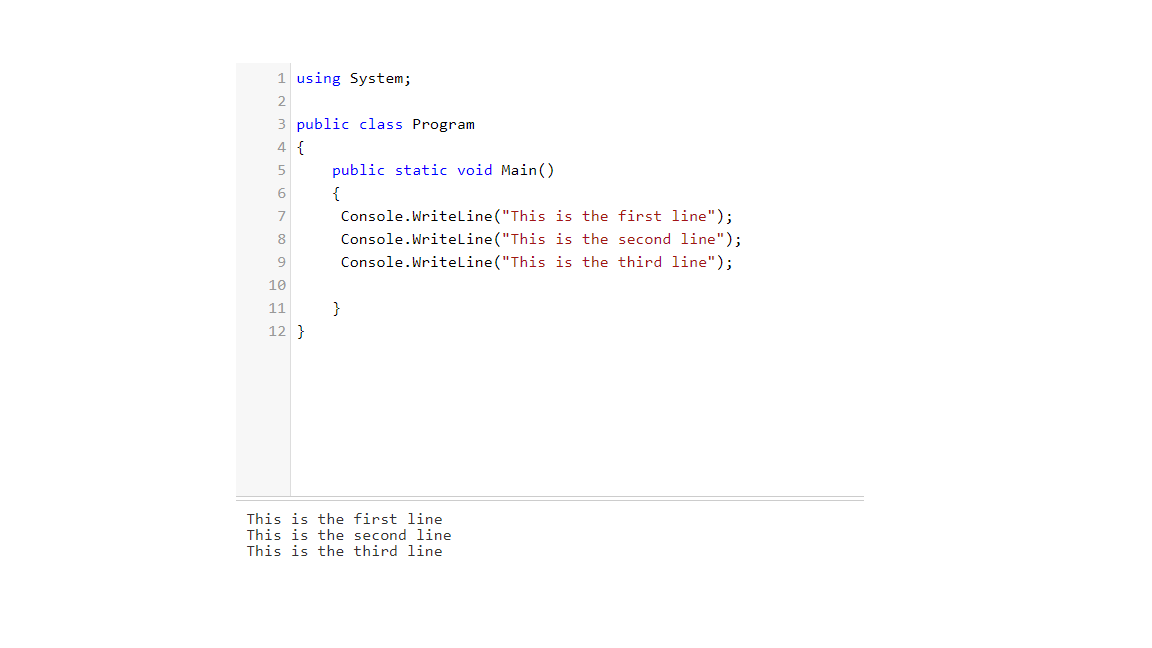 1 using System;
2
3 public class Program
4 {
5     public static void Main()
6     {
7      Console.WriteLine("This is the first line");
8      Console.WriteLine("This is the second line");
9      Console.WriteLine("This is the third line");
10
11     }
12 }
This is the first line
This is the second line
This is the third line